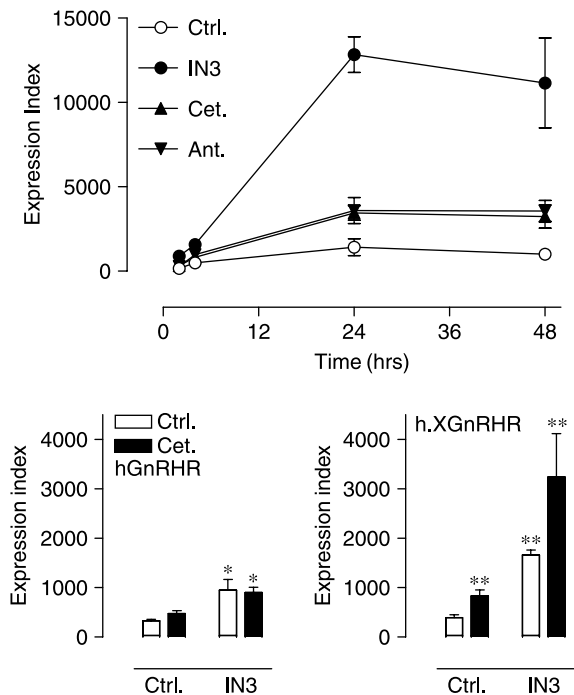 Ctrl.
IN3
Cet.
Ant.
Expression Index
15000
10000
5000
0
0 12 24 36 48
Time (hrs)
Ctrl.
Cet.
hGnRHR
Expression index
4000
3000
2000
1000
0
* *
Ctrl. IN3
h.XGnRHR
Expression index
4000
3000
2000
1000
0
**
**
**
Ctrl. IN3